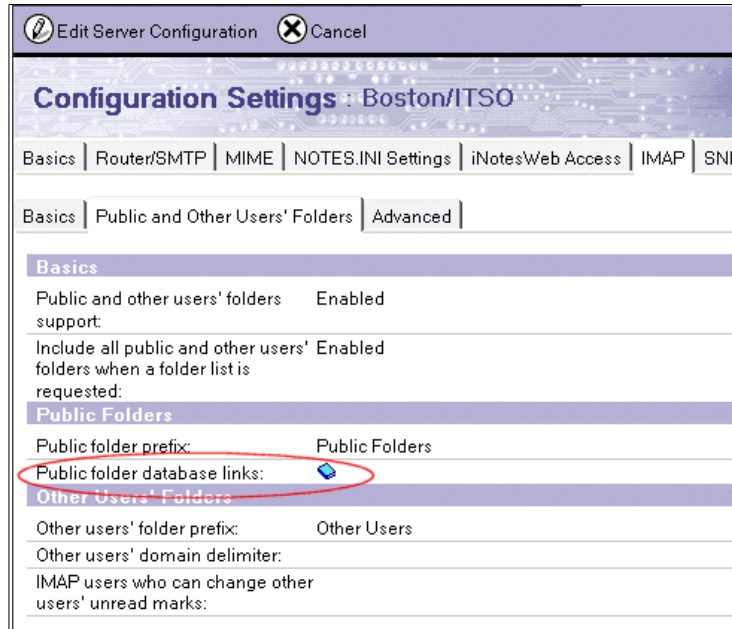 Edit Server Configuration Cancel
Configuration Settings : Boston/ITSO
Basics Router/SMTP MIME NOTES.INI Settings iNotesWeb Access IMAP
Basics Public and Other Users' Folders Advanced
Basics
Public and other users' folders Enabled
support:
Include all public and other users' Enabled
folders when a folder list is
requested:
Public Folders
Public folder prefix: Public Folders
Public folder database links:
Other Users' Folders
Other users' folder prefix: Other Users
Other users' domain delimiter:
IMAP users who can change other
users' unread marks: